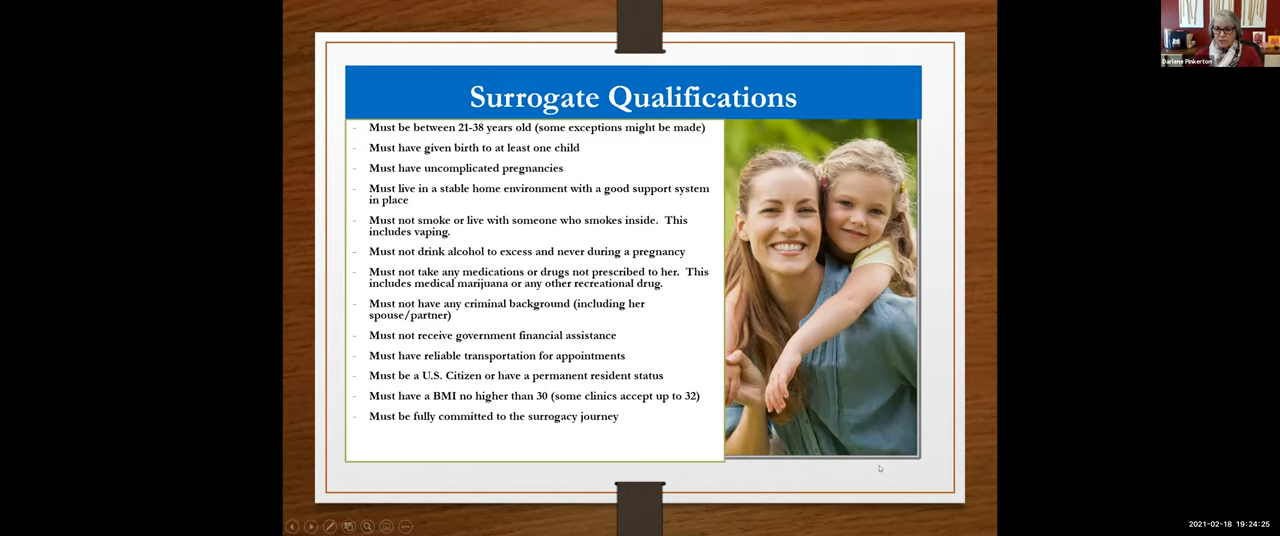 Surrogate Qualifications
- Must be between 21-38 years old (some exceptions might be made)
- Must have given birth to at least one child
- Must have uncomplicated pregnancies
- Must live in a stable home environment with a good support system
in place
- Must not smoke or live with someone who smokes inside.  This
includes vaping.
- Must not drink alcohol to excess and never during a pregnancy
- Must not take any medications or drugs not prescribed to her.  This
includes medical marijuana or any other recreational drug.
- Must not have any criminal background (including her
spouse/partner)
- Must not receive government financial assistance
- Must have reliable transportation for appointments
- Must be a U.S. Citizen or have a permanent resident status
- Must have a BMI no higher than 30 (some clinics accept up to 32)
- Must be fully committed to the surrogacy journey
Darlene Pinkerton
2021-02-18 19:24:25